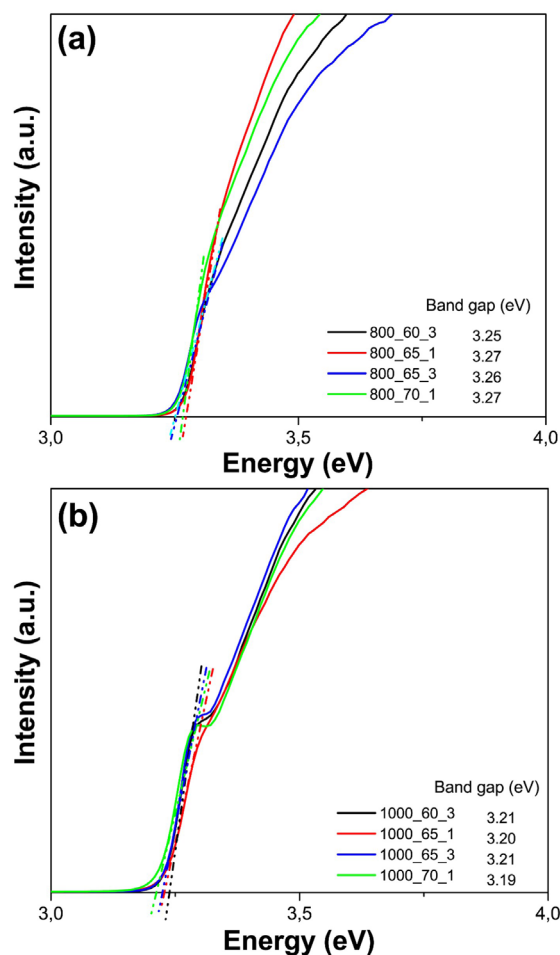 (a)
Intensity (a.u.)
Band gap (eV)
800_60_3 3.25
800_65_1 3.27
800_65_3 3.26
800_70_1 3.27
3,0 3,5 4,0
Energy (eV)
(b)
Intensity (a.u.)
Band gap (eV)
1000_60_3 3.21
1000_65_1 3.20
1000_65_3 3.21
1000_70_1 3.19
3,0 3,5 4,0
Energy (eV)